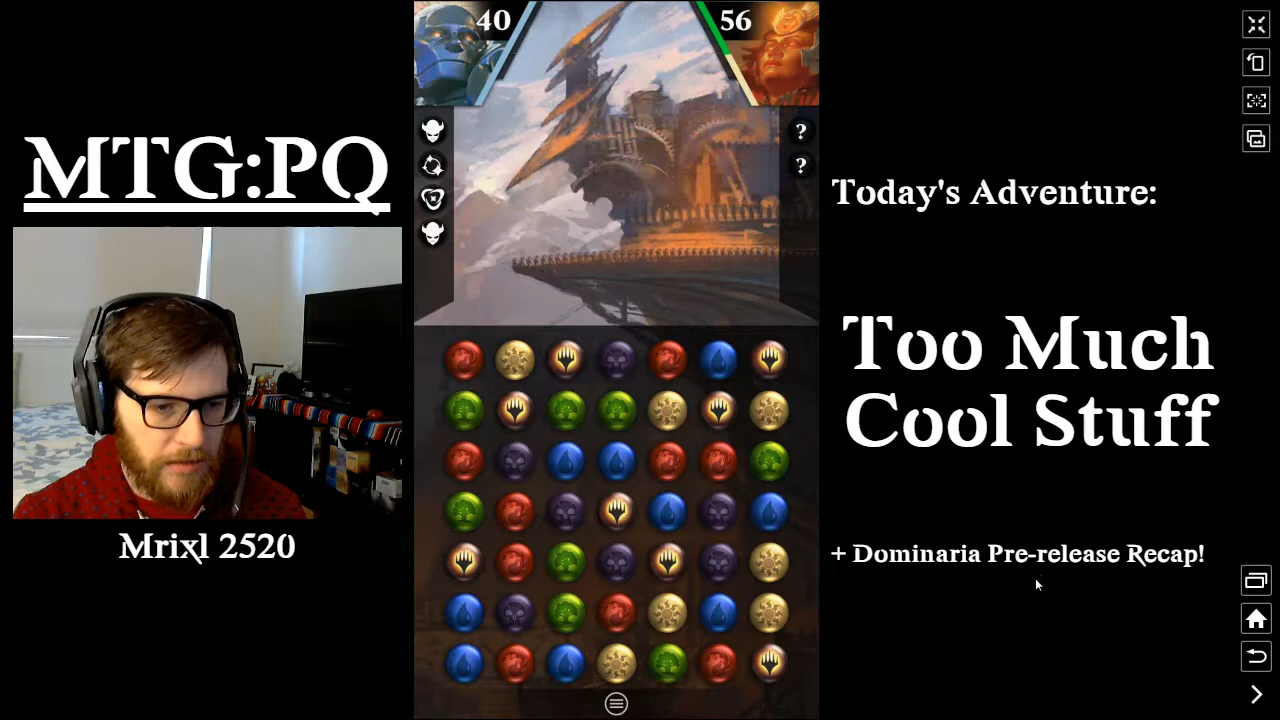 40
56
MTG:PQ
?
?
Today's Adventure:
Too Much
Cool Stuff
Mrixl 2520
+ Dominaria Pre-release Recap!